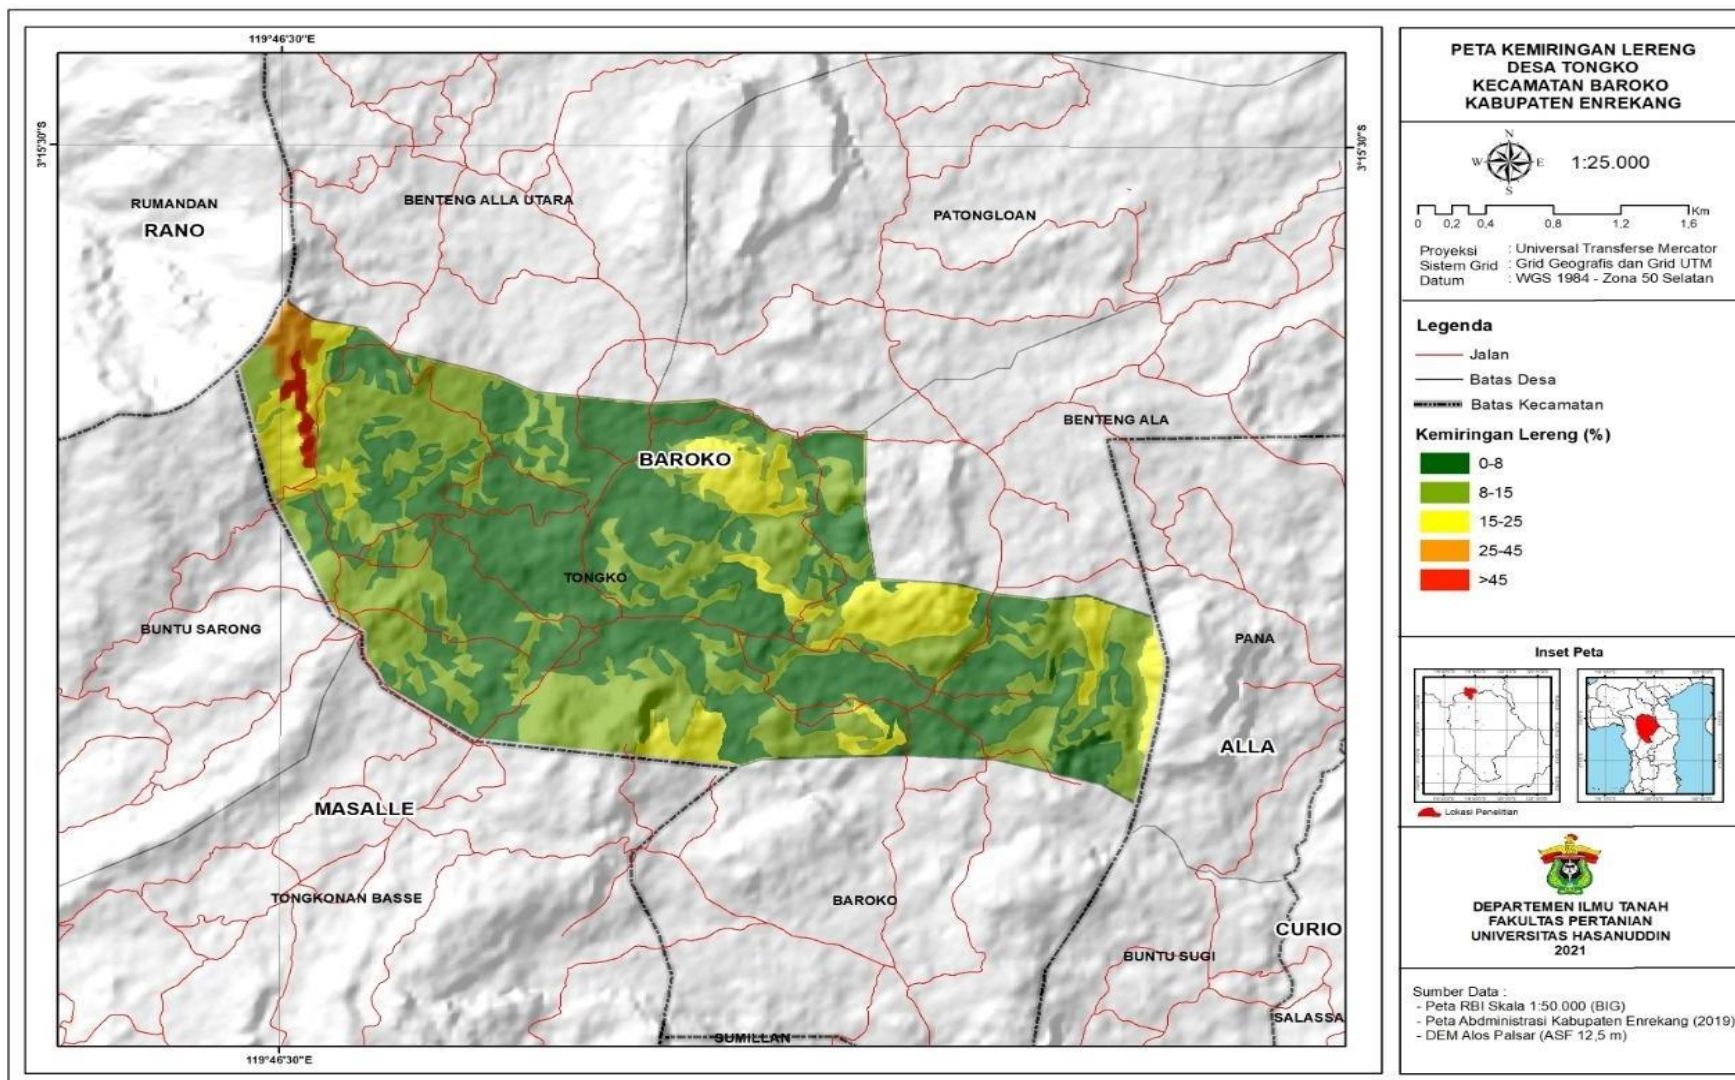 119°46'30"E
3°15'30"S
3°15'30"S
RUMANDAN
RANO
BENTENG ALLA UTARA
PATONGLOAN
BENTENG ALA
BAROKO
TONGKO
BUNTU SARONG
PANA
ALLA
MASALLE
TONGKONAN BASSE
BAROKO
CURIO
BUNTU SUGI
SALASSA
SUMILLAN
119°46'30"E
PETA KEMIRINGAN LERENG
DESA TONGKO
KECAMATAN BAROKO
KABUPATEN ENREKANG
N
W E
S
1:25.000
0 0,2 0,4 0,8 1,2 1,6 Km
Proyeksi : Universal Transferse Mercator
Sistem Grid : Grid Geografis dan Grid UTM
Datum : WGS 1984 - Zona 50 Selatan
Legenda
Jalan
Batas Desa
Batas Kecamatan
Kemiringan Lereng (%)
0-8
8-15
15-25
25-45
>45
Inset Peta
Lokasi Penelitian
DEPARTEMEN ILMU TANAH
FAKULTAS PERTANIAN
UNIVERSITAS HASANUDDIN
2021
Sumber Data :
- Peta RBI Skala 1:50.000 (BIG)
- Peta Abdministrasi Kabupaten Enrekang (2019)
- DEM Alos Palsar (ASF 12,5 m)